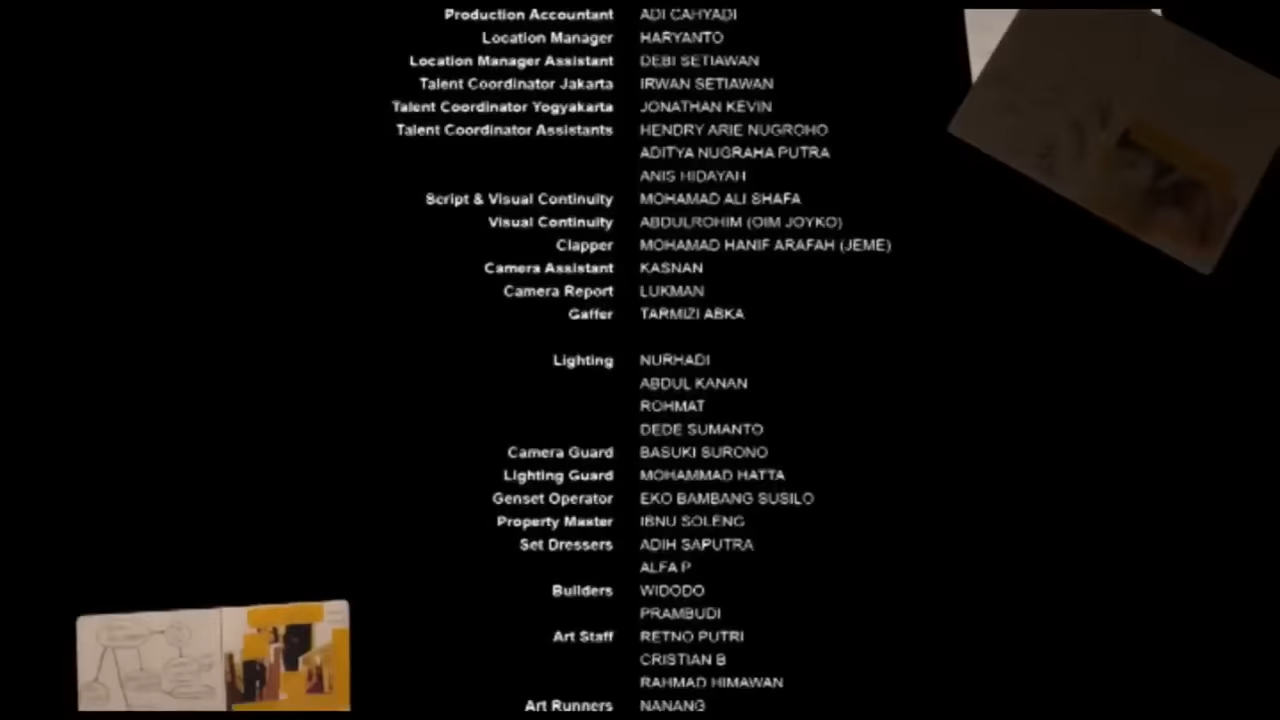 Production Accountant ADI CAHYADI
Location Manager HARYANTO
Location Manager Assistant DEBI SETIAWAN
Talent Coordinator Jakarta IRWAN SETIAWAN
Talent Coordinator Yogyakarta JONATHAN KEVIN
Talent Coordinator Assistants HENDRY ARIE NUGROHO
ADITYA NUGRAHA PUTRA
ANIS HIDAYAH
Script & Visual Continuity MOHAMAD ALI SHAFA
Visual Continuity ABDULROHIM (OIM JOYKO)
Clapper MOHAMAD HANIF ARAFAH (JEME)
Camera Assistant KASNAN
Camera Report LUKMAN
Gaffer TARMIZI ABKA
Lighting NURHADI
ABDUL KANAN
ROHMAT
DEDE SUMANTO
Camera Guard BASUKI SURONO
Lighting Guard MOHAMMAD HATTA
Genset Operator EKO BAMBANG SUSILO
Property Master IBNU SOLENG
Set Dressers ADIH SAPUTRA
ALFA P
Builders WIDODO
PRAMBUDI
Art Staff RETNO PUTRI
CRISTIAN B
RAHMAD HIMAWAN
Art Runners NANANG